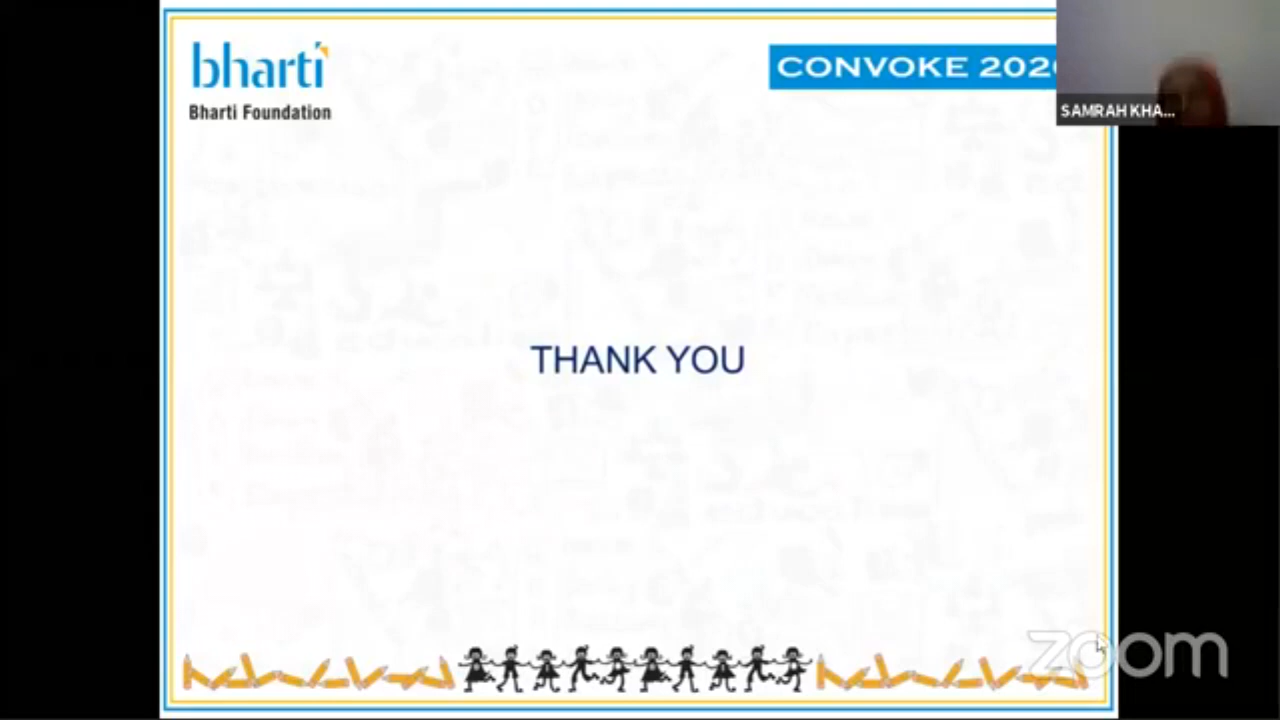 bharti
Bharti Foundation
CONVOKE 202
SAMRAH KHA...
THANK YOU
zoom